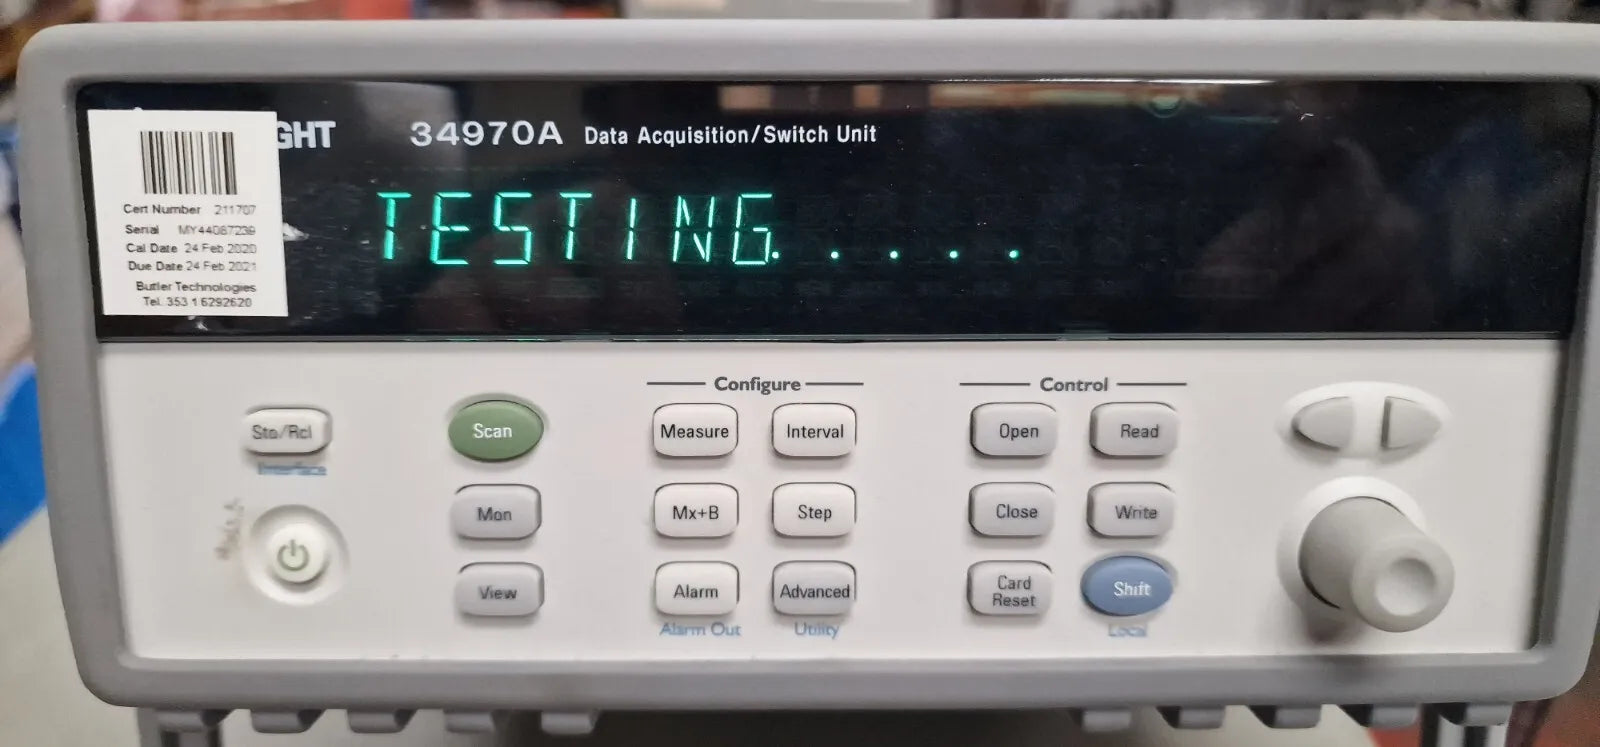 GHT 34970A Data Acquisition/Switch Unit
Cert Number 211707
Serial MY44087239
Cal Date 24 Feb 2020
Due Date 24 Feb 2021
Butler Technologies
Tel. 353 1 6292620
TESTING. . . . .
Configure Control
Sto/Rcl Scan Measure Interval Open Read
Interface
Mon Mx+B Step Close Write
View Alarm Advanced Card Reset Shift
Alarm Out Utility Local